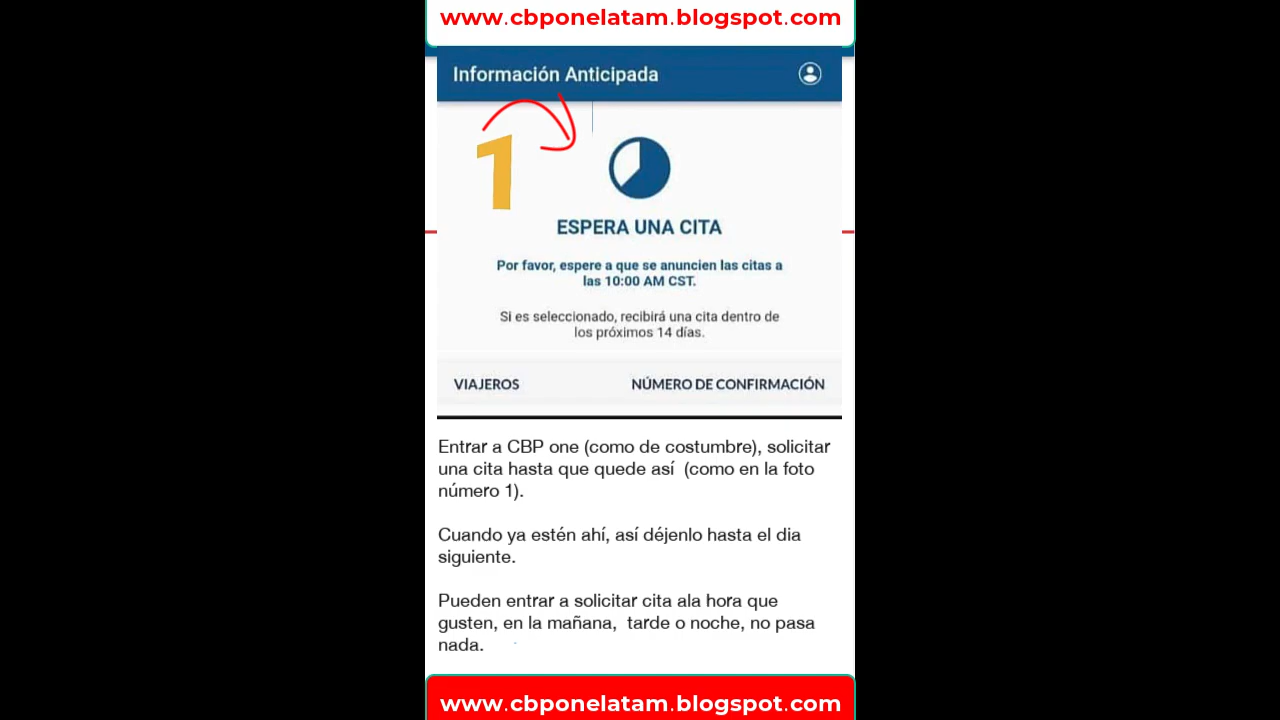 www.cbponelatam.blogspot.com
Información Anticipada
1
ESPERA UNA CITA
Por favor, espere a que se anuncien las citas a
las 10:00 AM CST.
Si es seleccionado, recibirá una cita dentro de
los próximos 14 días.
VIAJEROS NÚMERO DE CONFIRMACIÓN
Entrar a CBP one (como de costumbre), solicitar
una cita hasta que quede así (como en la foto
número 1).
Cuando ya estén ahí, así déjenlo hasta el dia
siguiente.
Pueden entrar a solicitar cita ala hora que
gusten, en la mañana, tarde o noche, no pasa
nada.
www.cbponelatam.blogspot.com